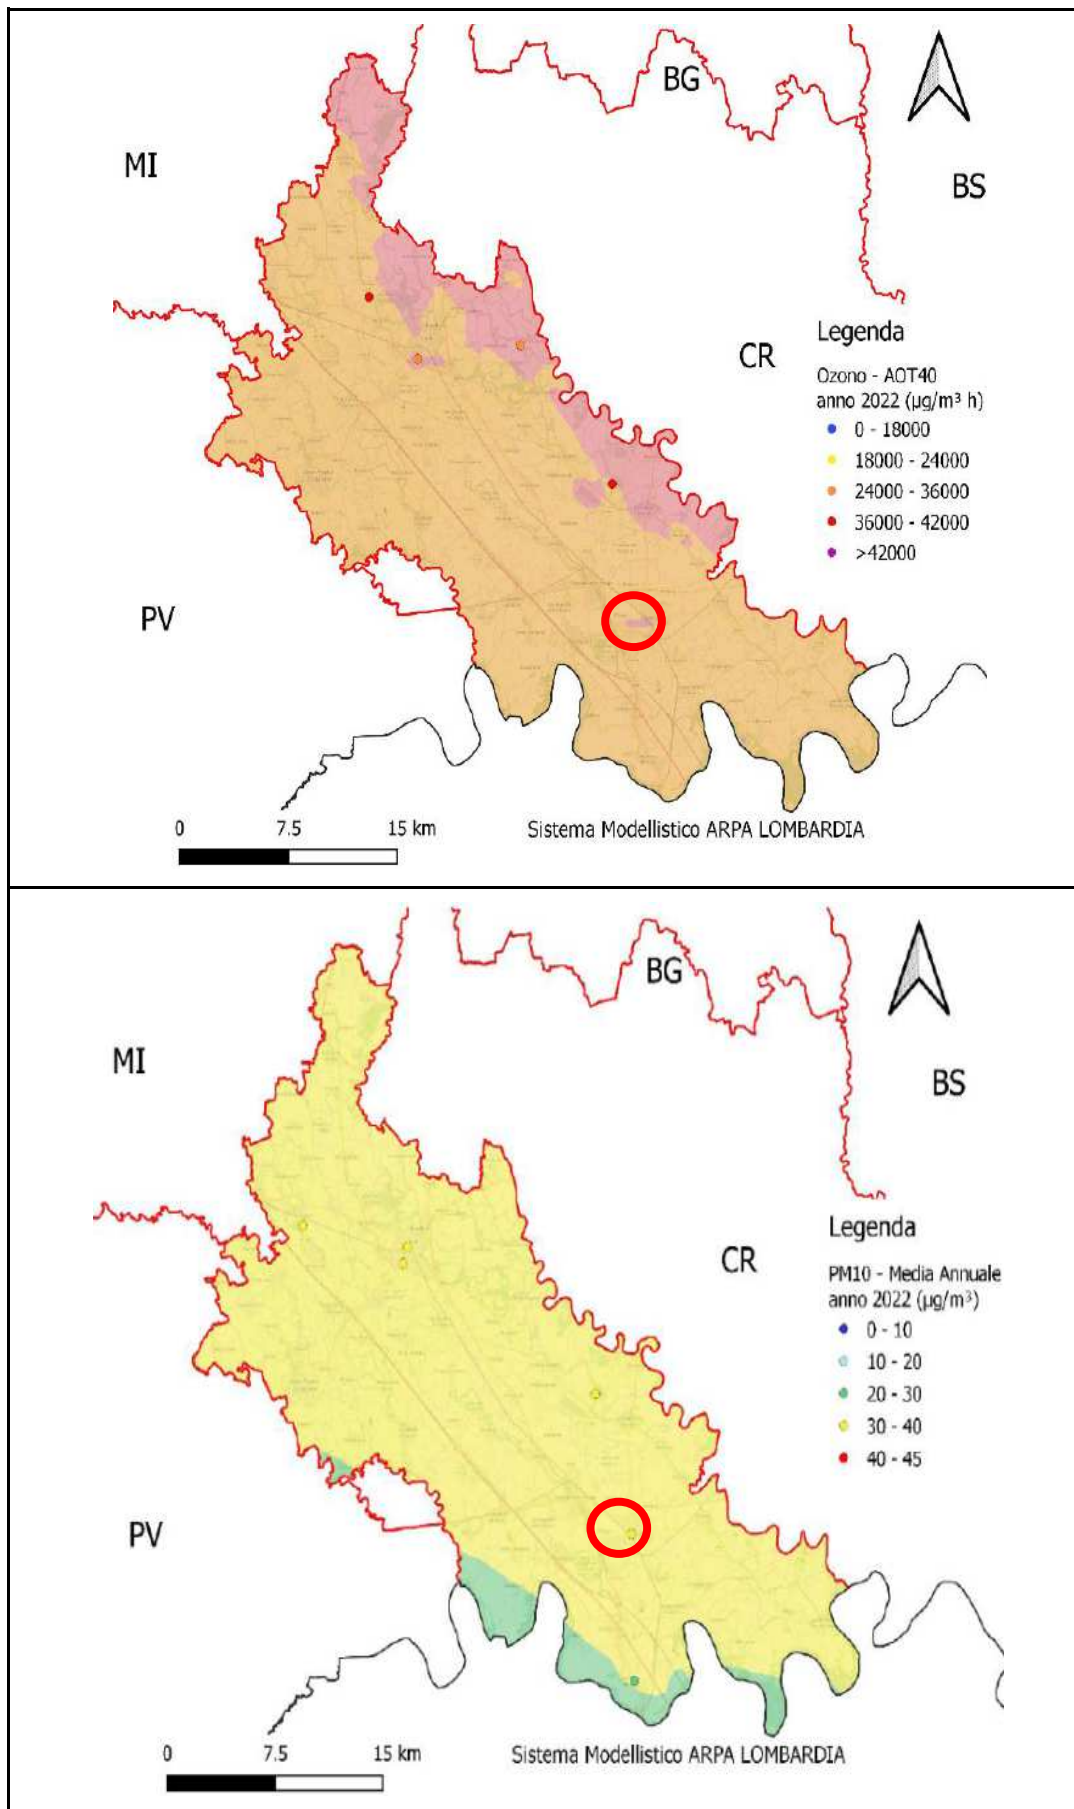 BG
MI
BS
CR
Legenda
Ozono - AOT40
anno 2022 (µg/m³ h)
0 - 18000
18000 - 24000
24000 - 36000
36000 - 42000
>42000
PV
0 7.5 15 km
Sistema Modellistico ARPA LOMBARDIA
BG
MI
BS
CR
Legenda
PM10 - Media Annuale
anno 2022 (µg/m³)
0 - 10
10 - 20
20 - 30
30 - 40
40 - 45
PV
0 7.5 15 km
Sistema Modellistico ARPA LOMBARDIA